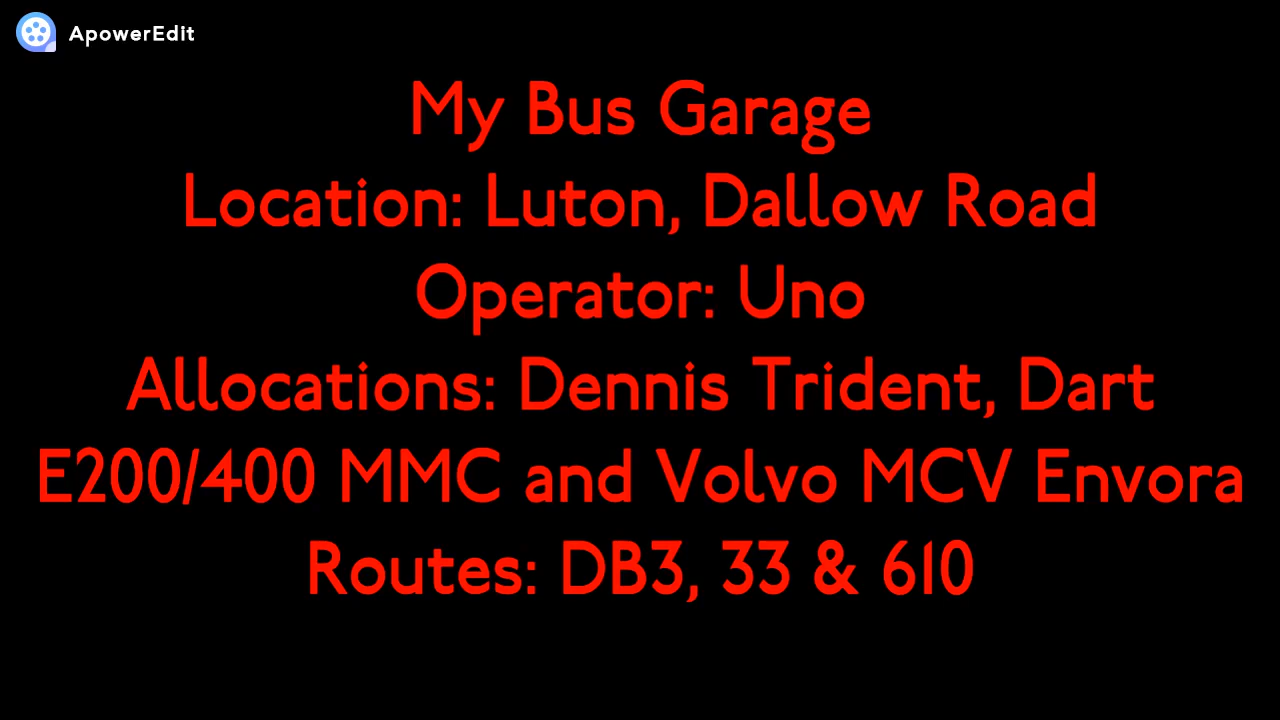 ApowerEdit
My Bus Garage
Location: Luton, Dallow Road
Operator: Uno
Allocations: Dennis Trident, Dart
E200/400 MMC and Volvo MCV Envora
Routes: DB3, 33 & 610